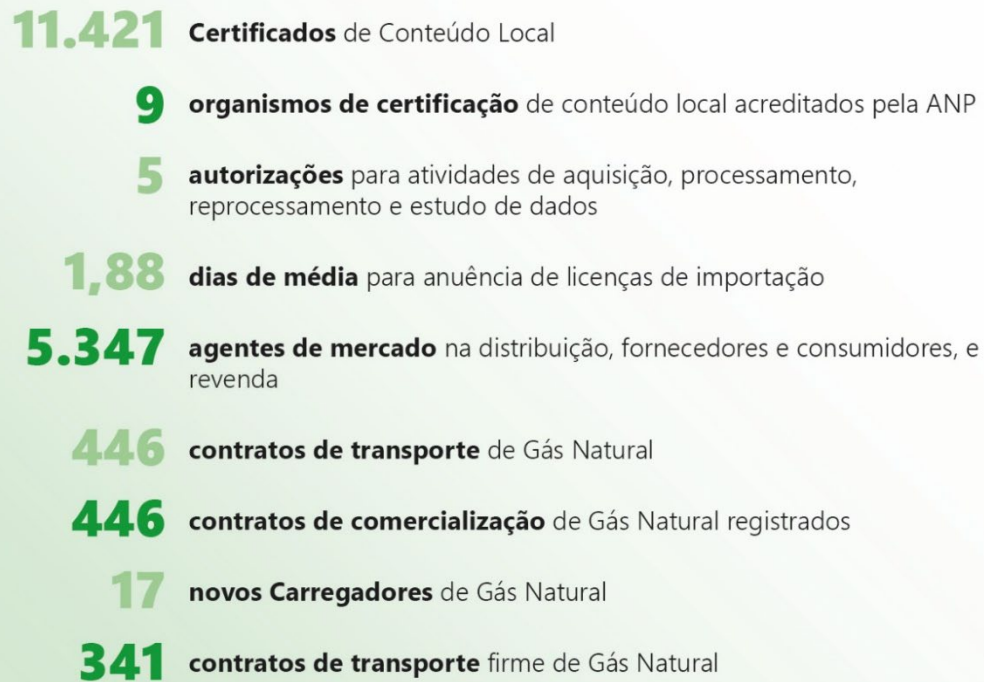 11.421 Certificados de Conteúdo Local
9 organismos de certificação de conteúdo local acreditados pela ANP
5 autorizações para atividades de aquisição, processamento,
reprocessamento e estudo de dados
1,88 dias de média para anuência de licenças de importação
5.347 agentes de mercado na distribuição, fornecedores e consumidores, e
revenda
446 contratos de transporte de Gás Natural
446 contratos de comercialização de Gás Natural registrados
17 novos Carregadores de Gás Natural
341 contratos de transporte firme de Gás Natural